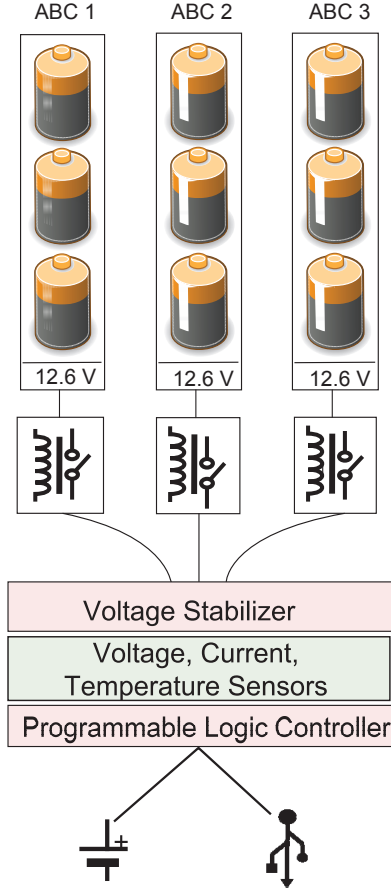 ABC 1
ABC 2
ABC 3
12.6 V
12.6 V
12.6 V
Voltage Stabilizer
Voltage, Current,
Temperature Sensors
Programmable Logic Controller
+